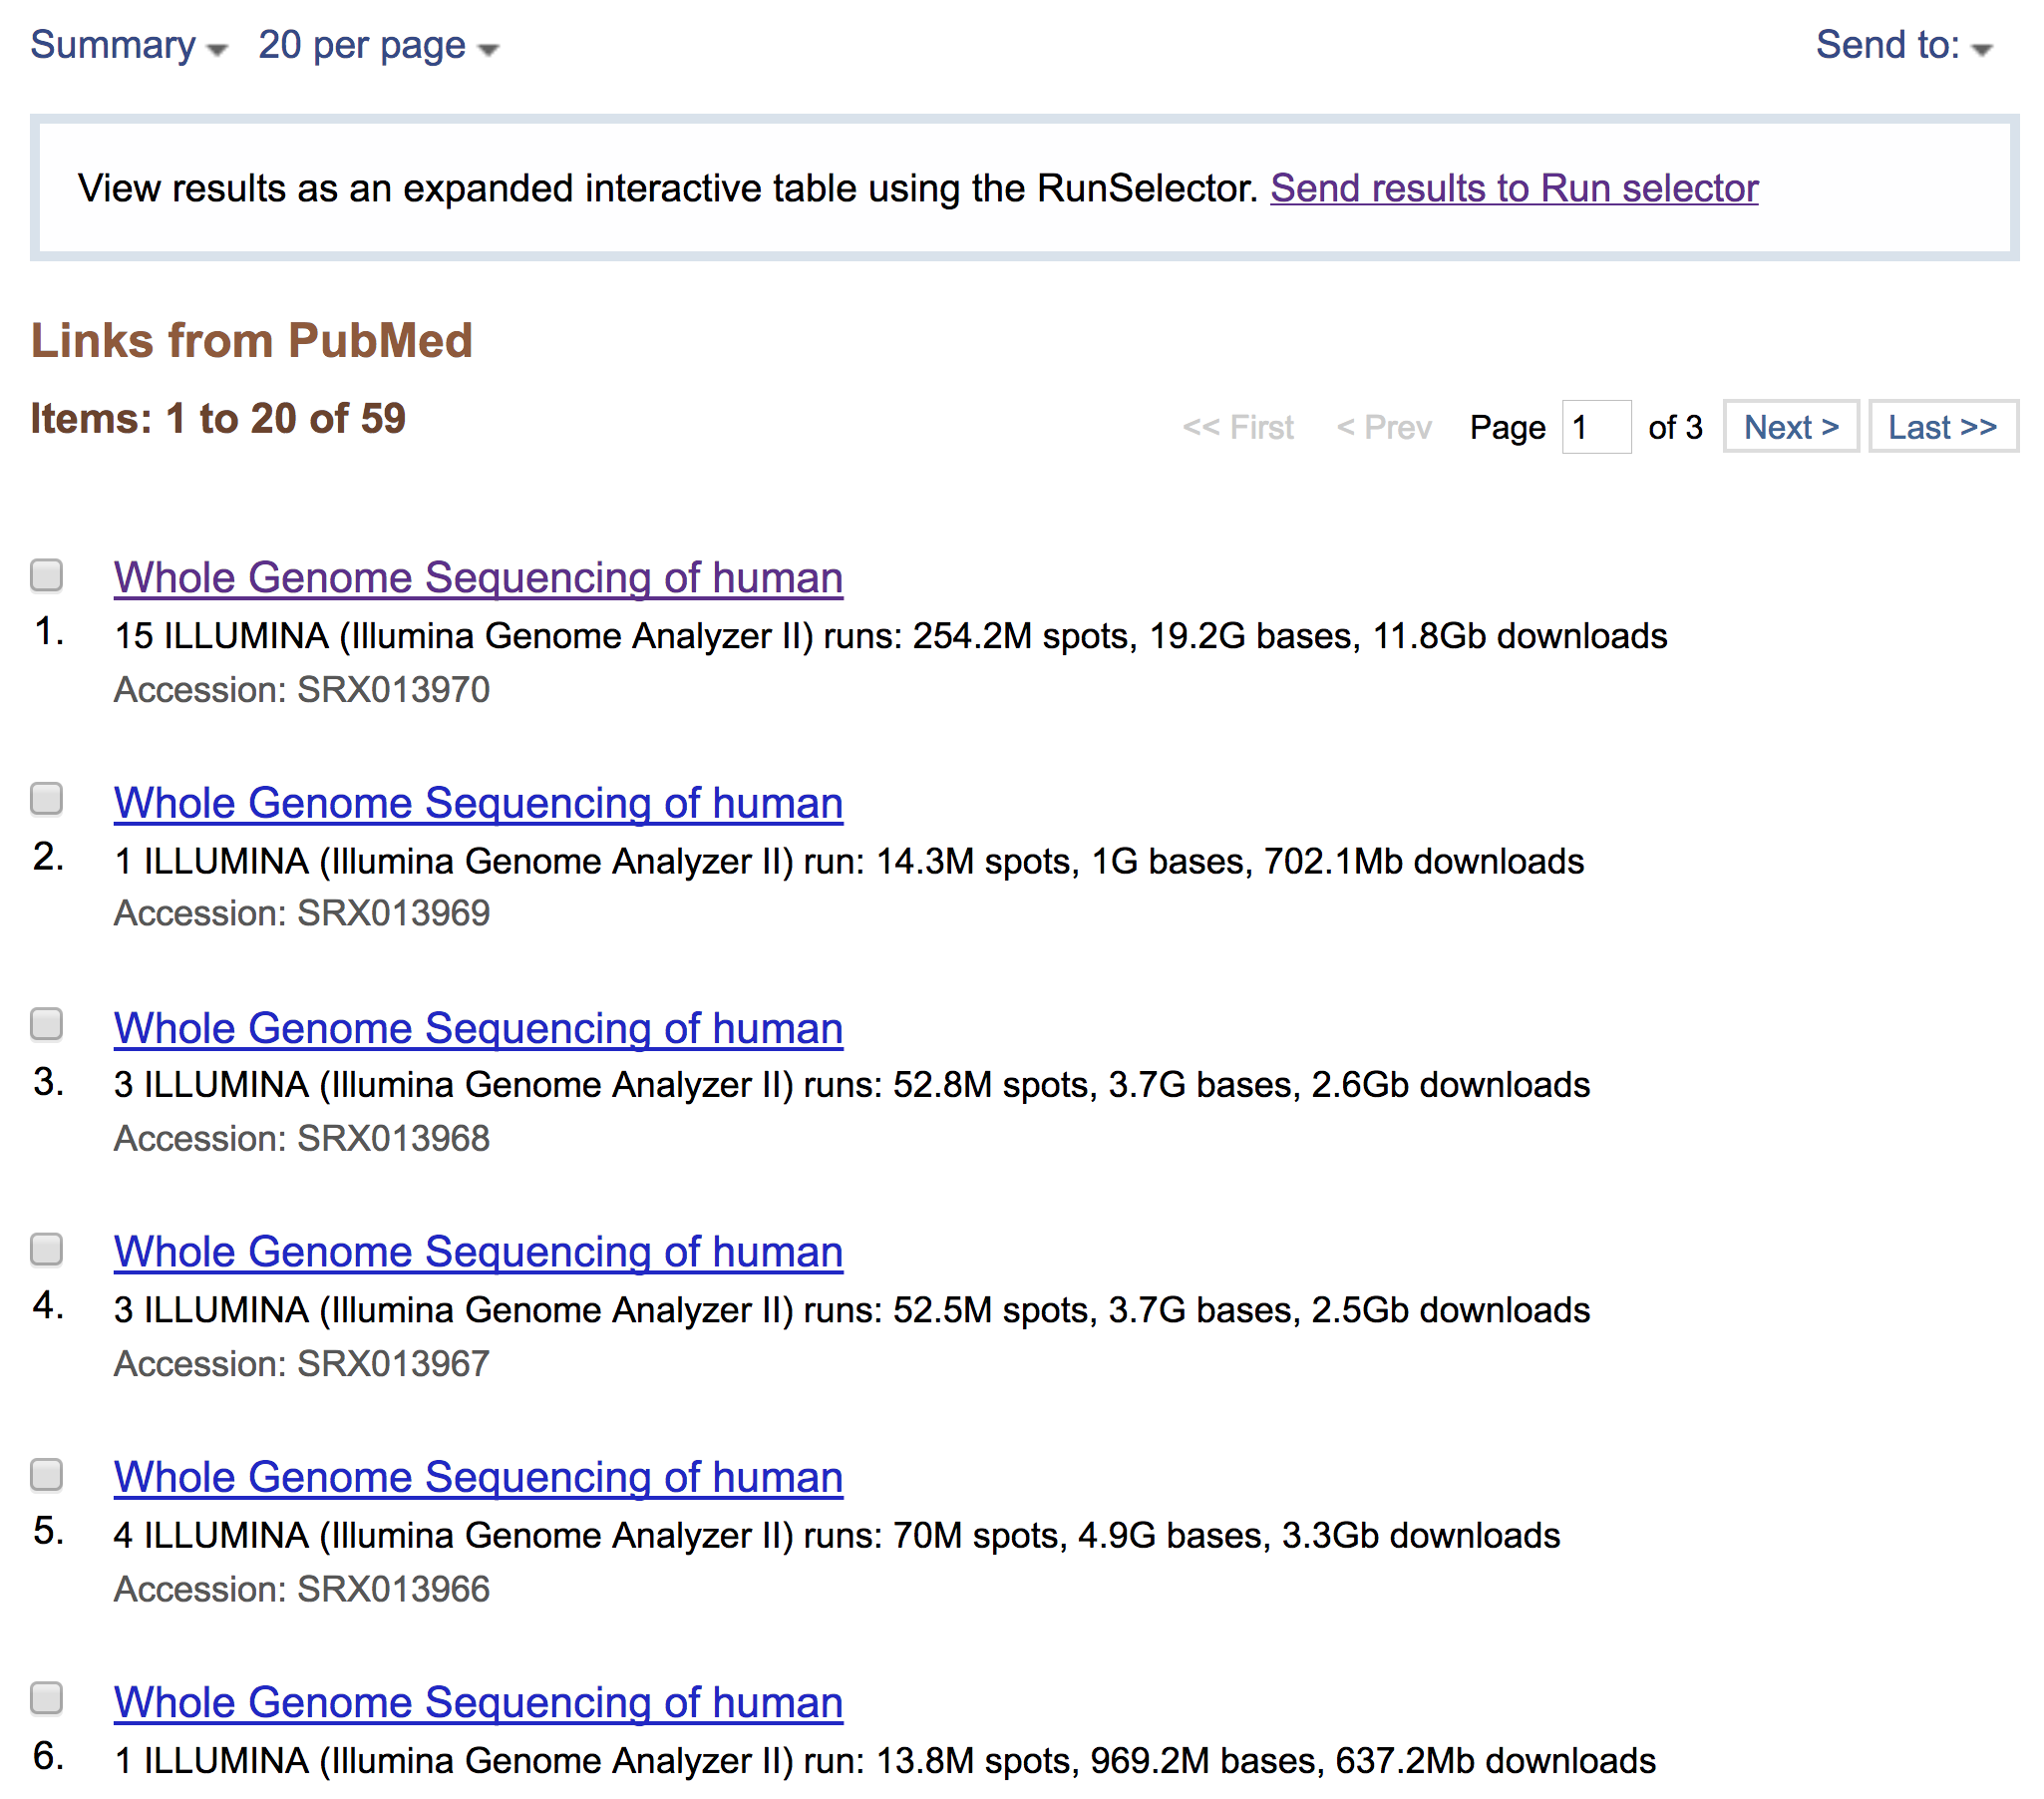 Summary 20 per page Send to:
View results as an expanded interactive table using the RunSelector. Send results to Run selector
Links from PubMed
Items: 1 to 20 of 59
<< First < Prev Page 1 of 3 Next > Last >>
Whole Genome Sequencing of human
1. 15 ILLUMINA (Illumina Genome Analyzer II) runs: 254.2M spots, 19.2G bases, 11.8Gb downloads
Accession: SRX013970
Whole Genome Sequencing of human
2. 1 ILLUMINA (Illumina Genome Analyzer II) run: 14.3M spots, 1G bases, 702.1Mb downloads
Accession: SRX013969
Whole Genome Sequencing of human
3. 3 ILLUMINA (Illumina Genome Analyzer II) runs: 52.8M spots, 3.7G bases, 2.6Gb downloads
Accession: SRX013968
Whole Genome Sequencing of human
4. 3 ILLUMINA (Illumina Genome Analyzer II) runs: 52.5M spots, 3.7G bases, 2.5Gb downloads
Accession: SRX013967
Whole Genome Sequencing of human
5. 4 ILLUMINA (Illumina Genome Analyzer II) runs: 70M spots, 4.9G bases, 3.3Gb downloads
Accession: SRX013966
Whole Genome Sequencing of human
6. 1 ILLUMINA (Illumina Genome Analyzer II) run: 13.8M spots, 969.2M bases, 637.2Mb downloads